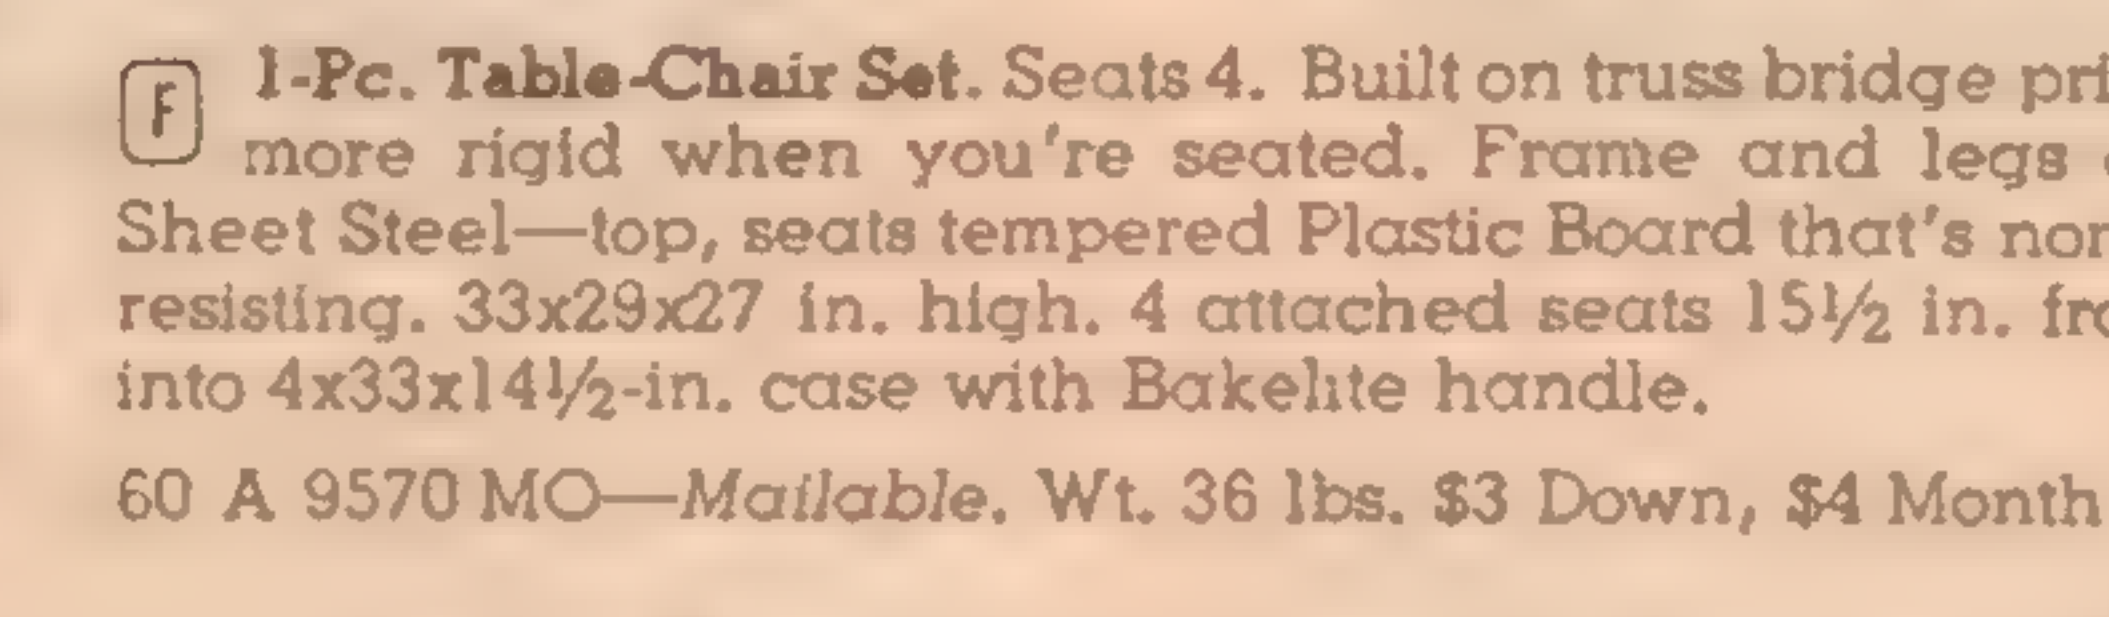 F 1-Pc. Table-Chair Set. Seats 4. Built on truss bridge pri
more rigid when you're seated. Frame and legs
Sheet Steel—top, seats tempered Plastic Board that's non
resisting. 33x29x27 in. high. 4 attached seats 15½ in. fro
into 4x33x14½-in. case with Bakelite handle.
60 A 9570 MO—Mailable. Wt. 36 lbs. $3 Down, $4 Month